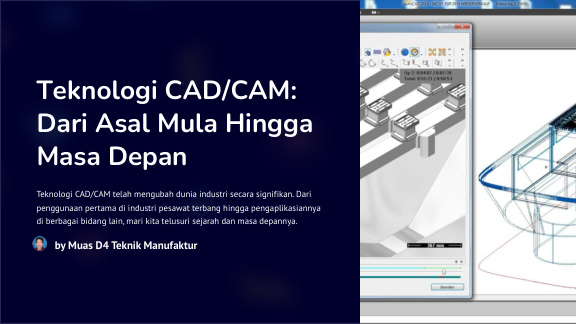 Teknologi CAD/CAM:
Dari Asal Mula Hingga
Masa Depan
Teknologi CAD/CAM telah mengubah dunia industri secara signifikan. Dari
penggunaan pertama di industri pesawat terbang hingga pengaplikasiannya
di berbagai bidang lain, mari kita telusuri sejarah dan masa depannya.
by Muas D4 Teknik Manufaktur